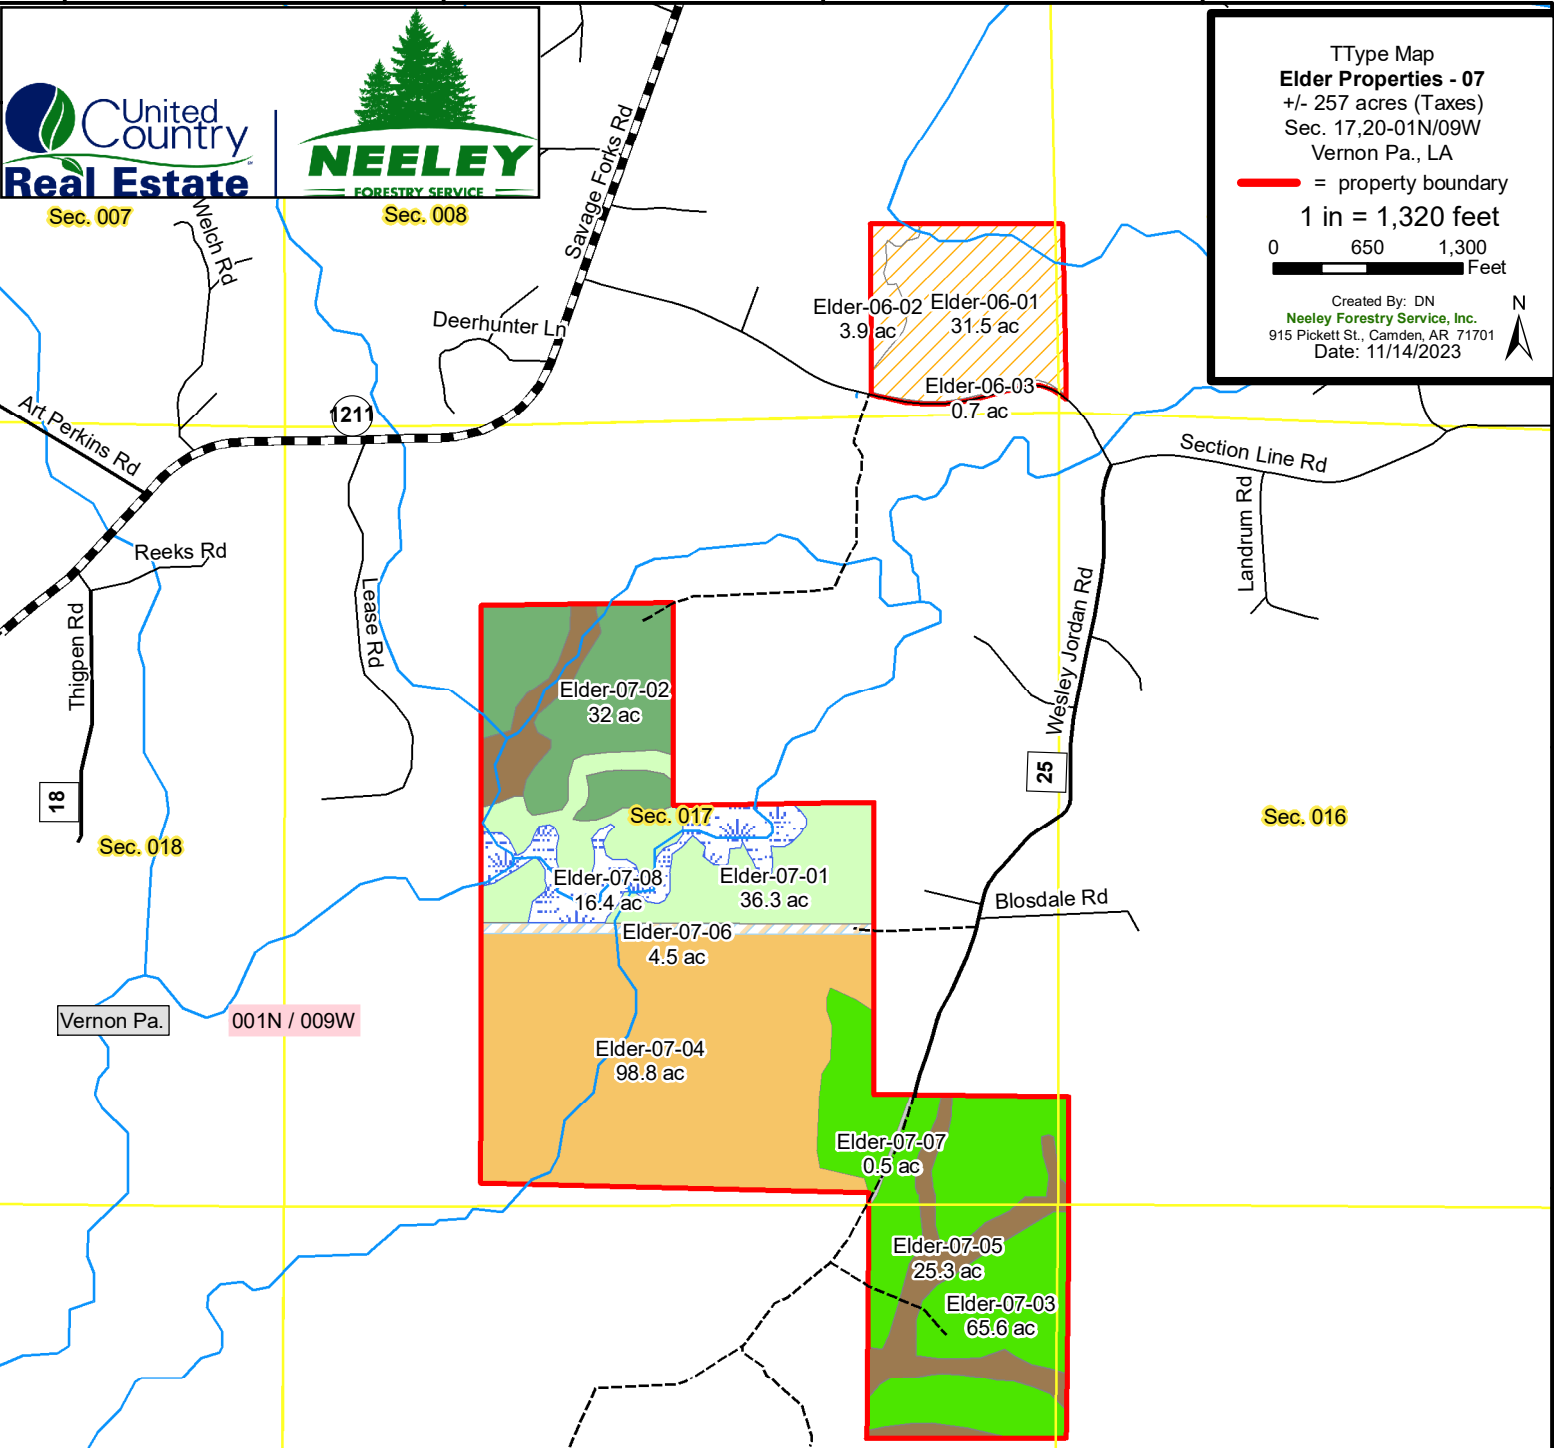 United
Country
Real Estate
NEELEY
FORESTRY SERVICE
TType Map
Elder Properties - 07
+/- 257 acres (Taxes)
Sec. 17,20-01N/09W
Vernon Pa., LA
= property boundary
1 in = 1,320 feet
0 650 1,300
Feet
Created By: DN
Neeley Forestry Service, Inc.
915 Pickett St., Camden, AR 71701
Date: 11/14/2023
N
Sec. 007
Sec. 008
Welch Rd
Savage Forks Rd
Deerhunter Ln
Elder-06-02
3.9 ac
Elder-06-01
31.5 ac
Elder-06-03
0.7 ac
1211
Art Perkins Rd
Section Line Rd
Landrum Rd
Reeks Rd
Lease Rd
Thigpen Rd
Wesley Jordan Rd
Elder-07-02
32 ac
18
25
Sec. 018
Sec. 017
Sec. 016
Elder-07-08
16.4 ac
Elder-07-01
36.3 ac
Blosdale Rd
Elder-07-06
4.5 ac
Vernon Pa.
001N / 009W
Elder-07-04
98.8 ac
Elder-07-07
0.5 ac
Elder-07-05
25.3 ac
Elder-07-03
65.6 ac